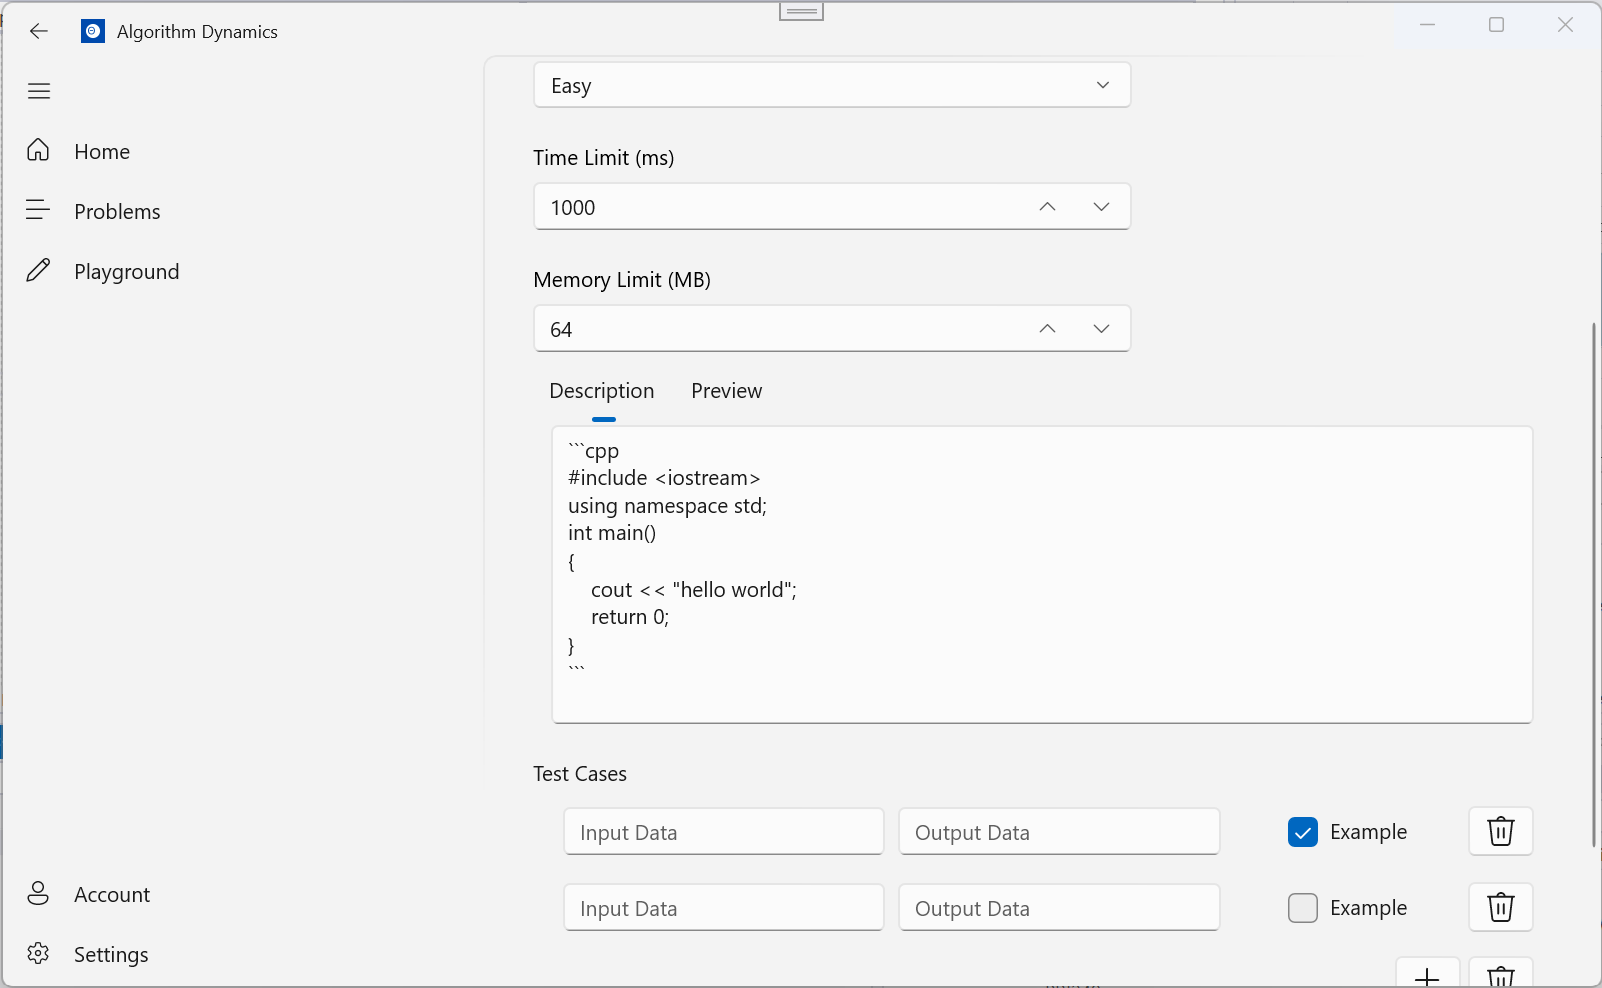 Algorithm Dynamics
Home
Problems
Playground
Account
Settings
Easy
Time Limit (ms)
1000
Memory Limit (MB)
64
Description Preview
```cpp
#include <iostream>
using namespace std;
int main()
{
    cout << "hello world";
    return 0;
}
```
Test Cases
Input Data Output Data Example
Input Data Output Data Example